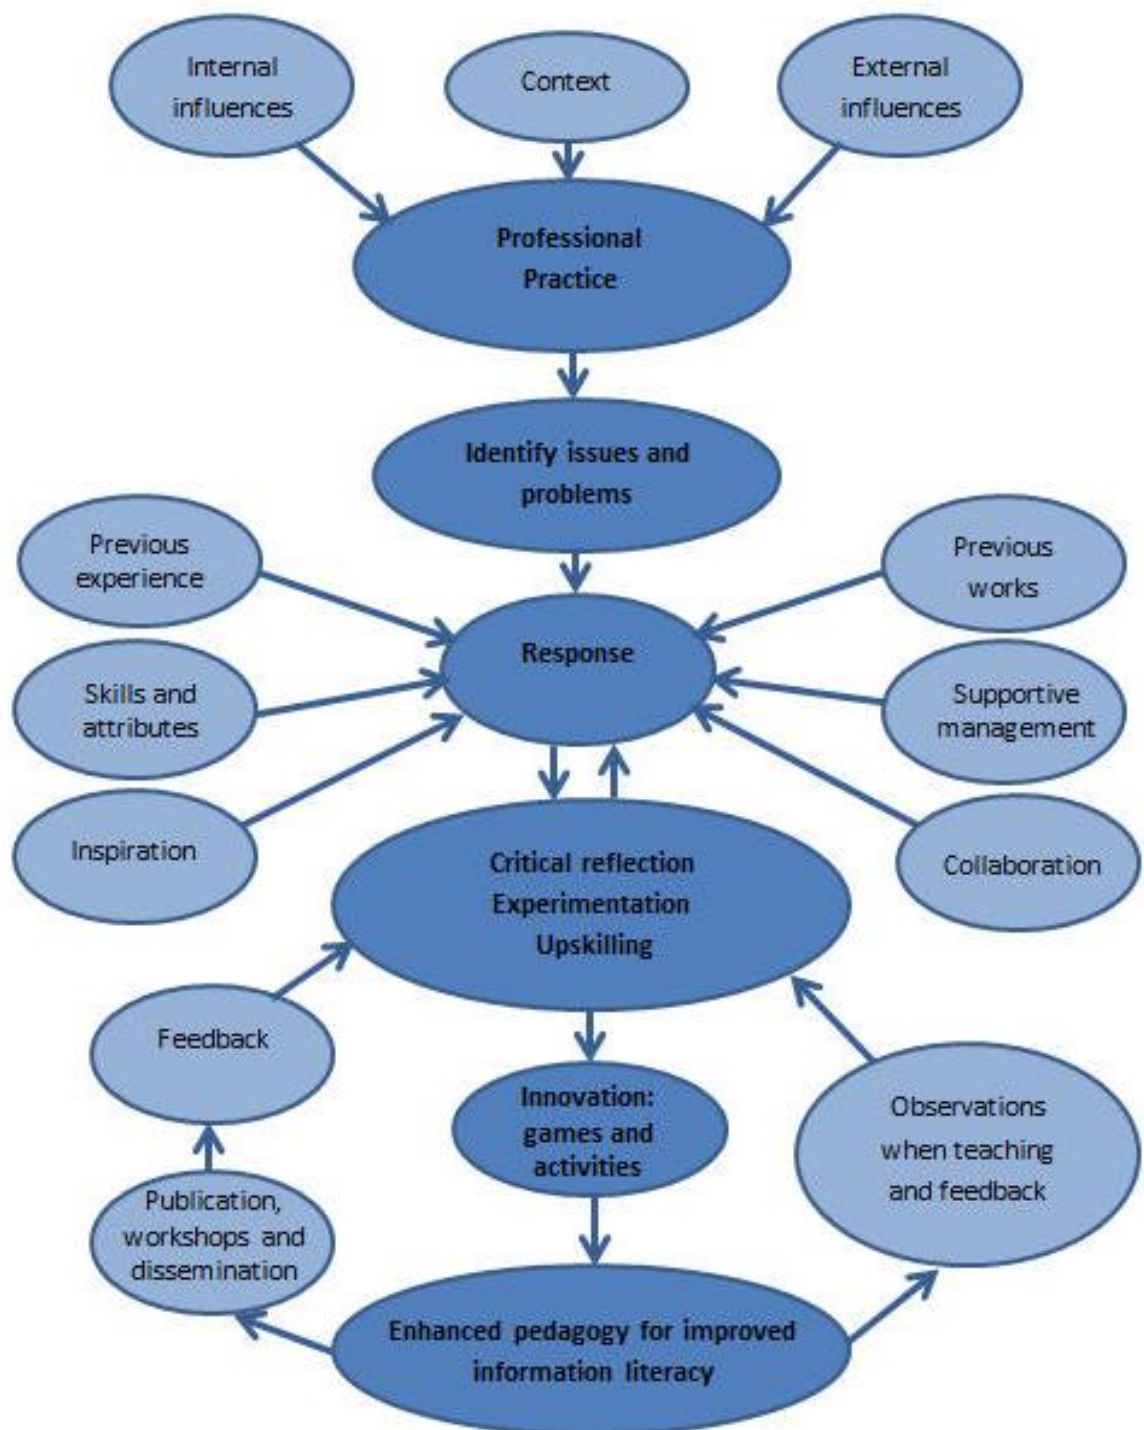 Internal
influences
Context
External
influences
Professional
Practice
Identify issues and
problems
Previous
experience
Previous
works
Response
Skills and
attributes
Supportive
management
Inspiration
Collaboration
Critical reflection
Experimentation
Upskilling
Feedback
Innovation:
games and
activities
Observations
when teaching
and feedback
Publication,
workshops and
dissemination
Enhanced pedagogy for improved
information literacy